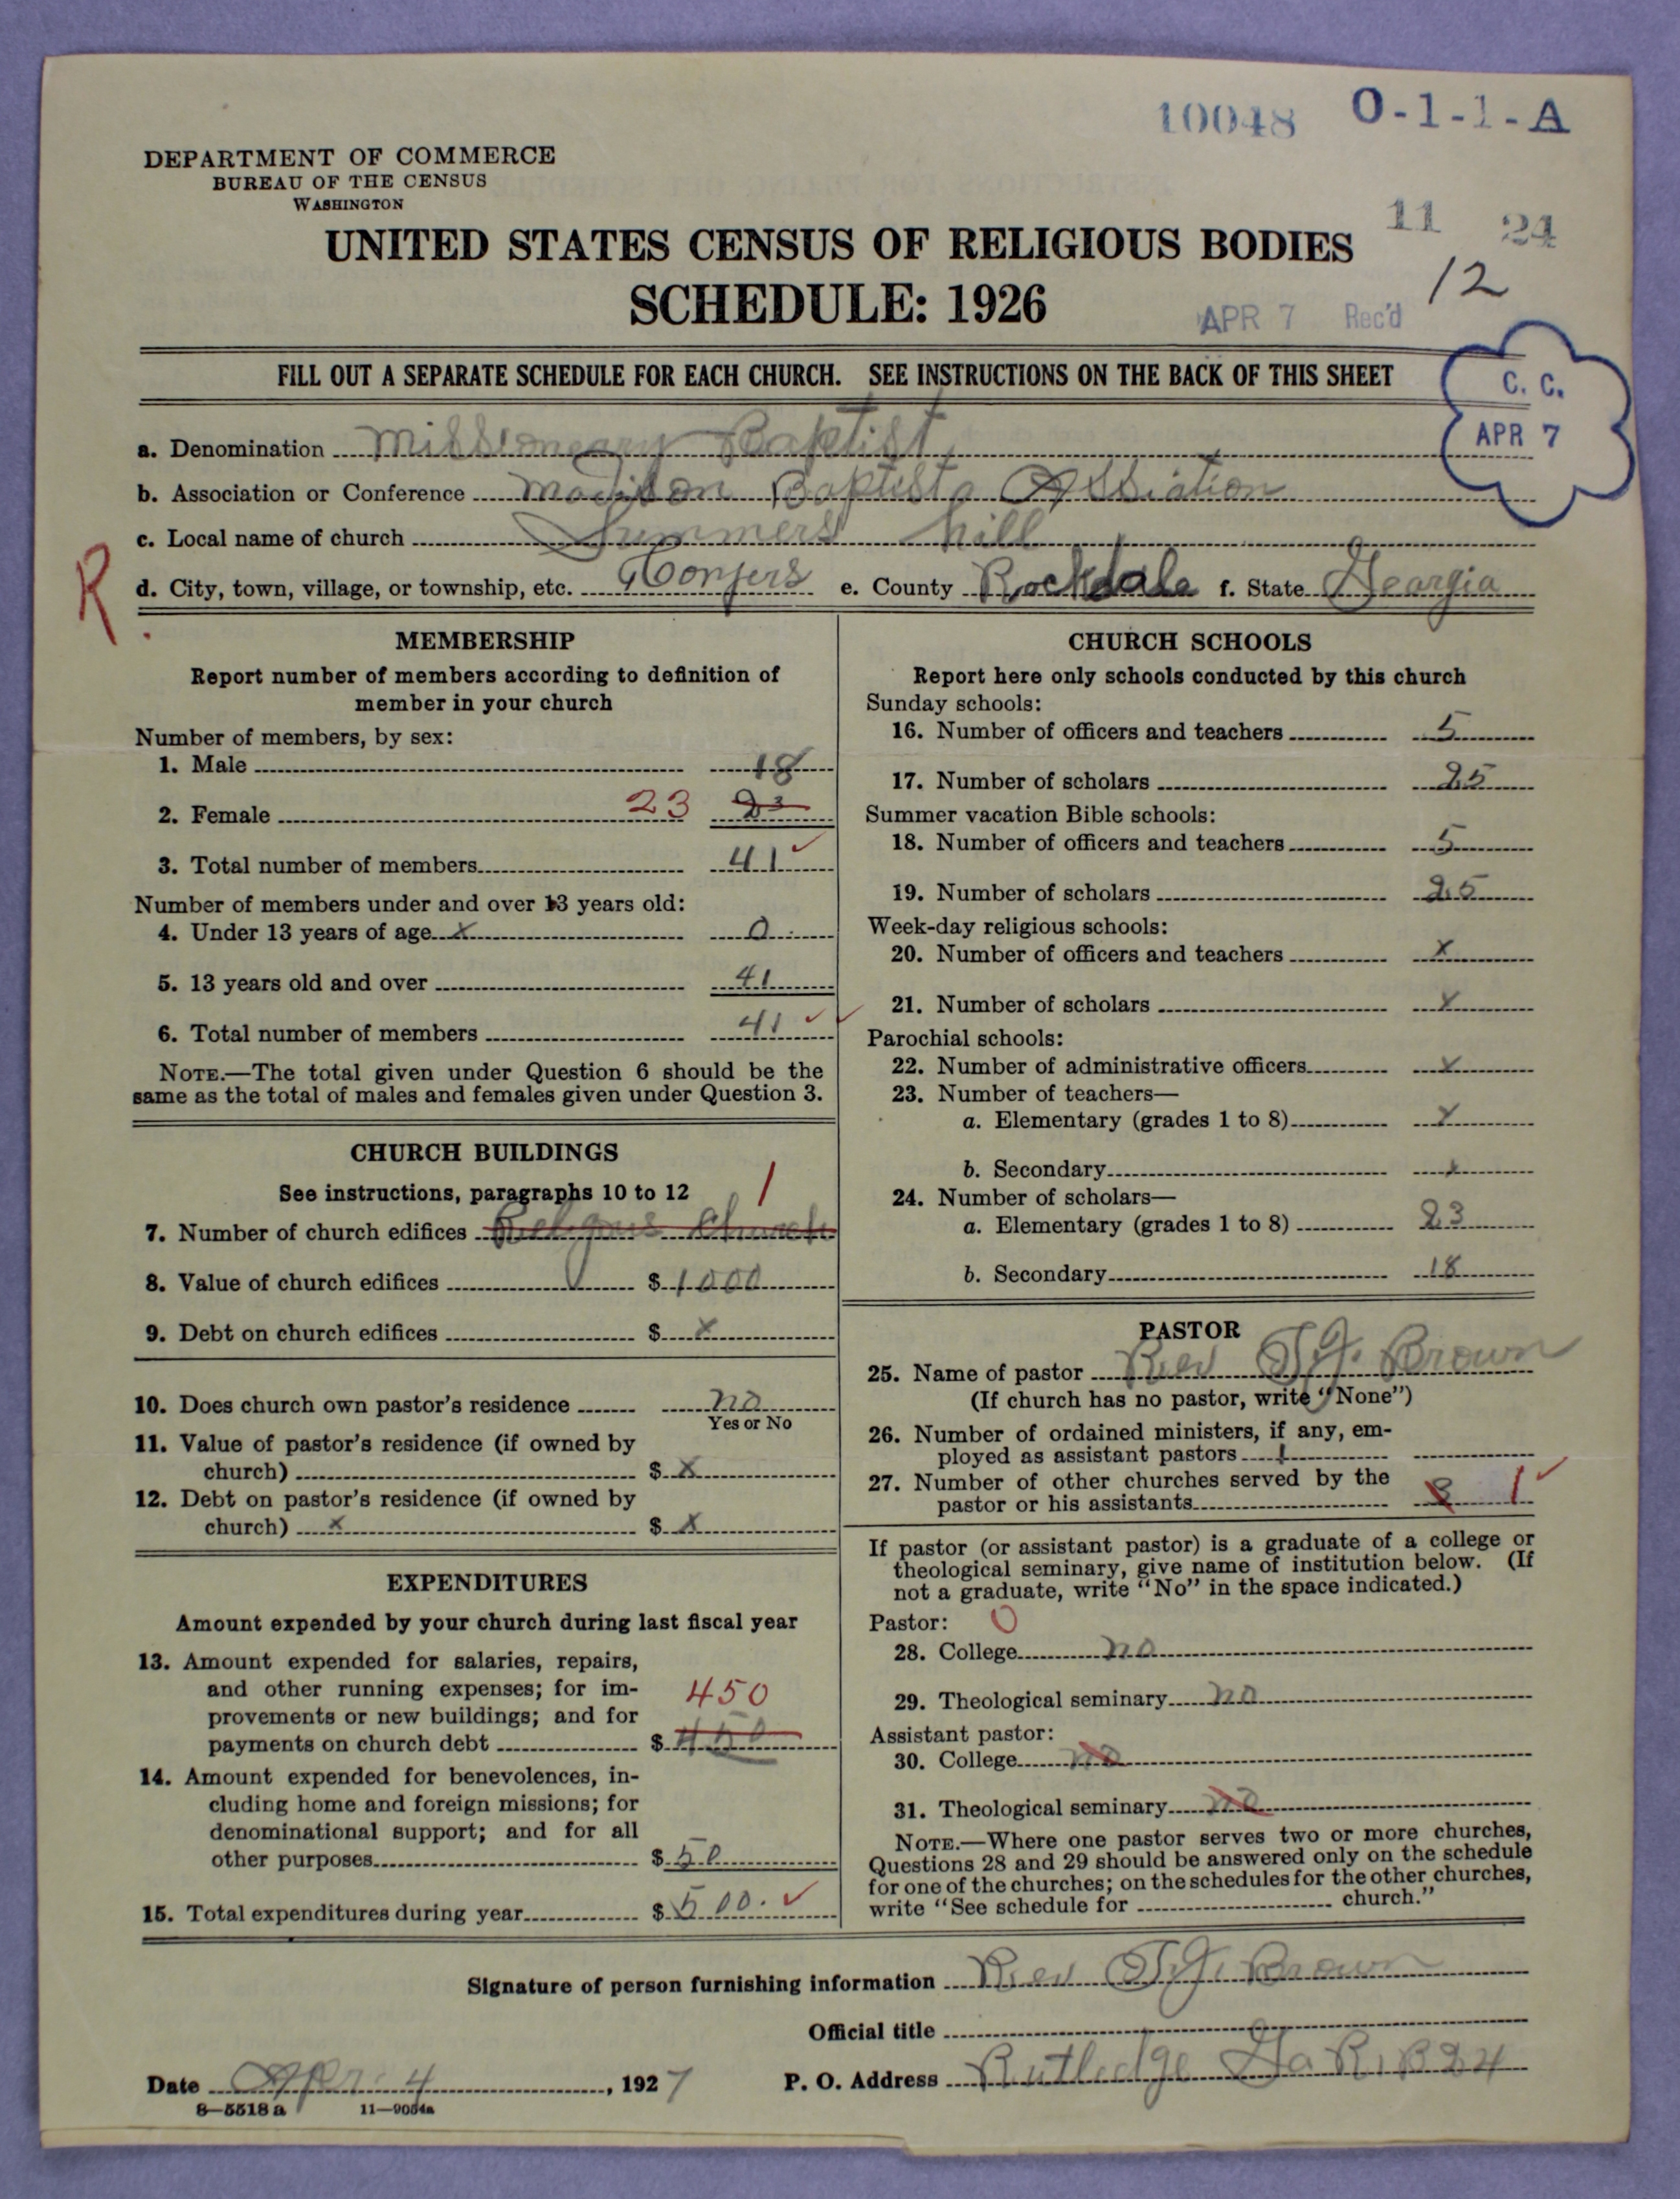 10048 O-1-1-A
DEPARTMENT OF COMMERCE
BUREAU OF THE CENSUS
WASHINGTON
11 24
UNITED STATES CENSUS OF RELIGIOUS BODIES
12
SCHEDULE: 1926
APR 7 Rec'd
FILL OUT A SEPARATE SCHEDULE FOR EACH CHURCH. SEE INSTRUCTIONS ON THE BACK OF THIS SHEET
C. C.
APR 7
a. Denomination Missioneary Baptist
b. Association or Conference Madison Baptist Assiation
c. Local name of church Summers hill
R.
d. City, town, village, or township, etc. Conyers e. County Rockdale f. State Georgia
MEMBERSHIP
Report number of members according to definition of
member in your church
Number of members, by sex:
1. Male 18
2. Female 23 23
3. Total number of members 41
Number of members under and over 13 years old:
4. Under 13 years of age x 0
5. 13 years old and over 41
6. Total number of members 41
NOTE.—The total given under Question 6 should be the
same as the total of males and females given under Question 3.
CHURCH BUILDINGS
See instructions, paragraphs 10 to 12 1
7. Number of church edifices Religous Church
8. Value of church edifices $ 1000
9. Debt on church edifices $ x
10. Does church own pastor's residence no
Yes or No
11. Value of pastor's residence (if owned by
church) $ x
12. Debt on pastor's residence (if owned by
church) x $ x
EXPENDITURES
Amount expended by your church during last fiscal year
13. Amount expended for salaries, repairs,
and other running expenses; for im-
provements or new buildings; and for 450
payments on church debt $ 450
14. Amount expended for benevolences, in-
cluding home and foreign missions; for
denominational support; and for all
other purposes $ 50
15. Total expenditures during year $ 500.
CHURCH SCHOOLS
Report here only schools conducted by this church
Sunday schools:
16. Number of officers and teachers 5
17. Number of scholars 25
Summer vacation Bible schools:
18. Number of officers and teachers 5
19. Number of scholars 25
Week-day religious schools:
20. Number of officers and teachers x
21. Number of scholars x
Parochial schools:
22. Number of administrative officers x
23. Number of teachers—
a. Elementary (grades 1 to 8) x
b. Secondary x
24. Number of scholars—
a. Elementary (grades 1 to 8) 23
b. Secondary 18
PASTOR
25. Name of pastor Rev T.J. Brown
(If church has no pastor, write "None")
26. Number of ordained ministers, if any, em-
ployed as assistant pastors 1
27. Number of other churches served by the
pastor or his assistants 1
If pastor (or assistant pastor) is a graduate of a college or
theological seminary, give name of institution below. (If
not a graduate, write "No" in the space indicated.)
Pastor: 0
28. College no
29. Theological seminary no
Assistant pastor:
30. College no
31. Theological seminary no
NOTE.—Where one pastor serves two or more churches,
Questions 28 and 29 should be answered only on the schedule
for one of the churches; on the schedules for the other churches,
write "See schedule for church."
Signature of person furnishing information Rev T.J. Brown
Official title
Date Apr 4, 1927 P. O. Address Rutledge Ga R.1 B 24
8—5518 a 11—9054a